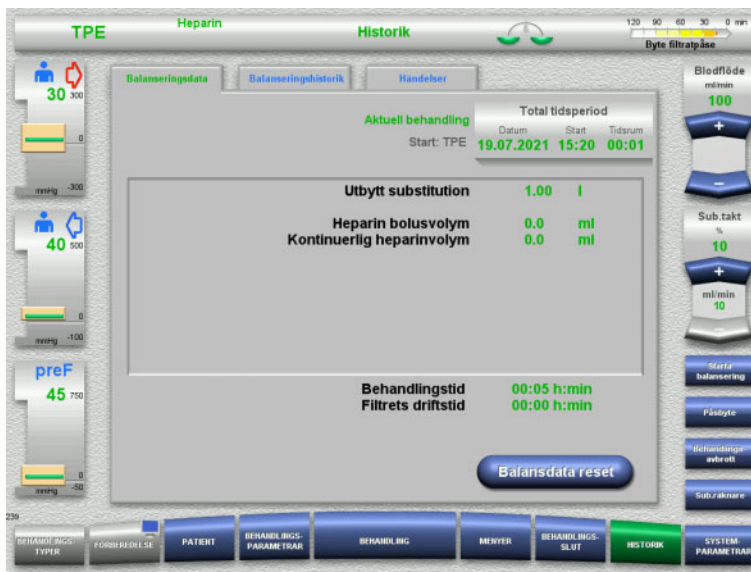 TPE
Heparin
Historik
120 90 60 30 0 min
Byte filtratpåse
30 300
0
mmHg -300
40 500
0
mmHg -100
preF
45 750
0
mmHg -50
Balanseringsdata
Balanseringshistorik
Händelser
Aktuell behandling
Start: TPE
Total tidsperiod
Datum Start Tidsrum
19.07.2021 15:20 00:01
Utbytt substitution 1.00 l
Heparin bolusvolym 0.0 ml
Kontinuerlig heparinvolym 0.0 ml
Behandlingstid 00:05 h:min
Filtrets driftstid 00:00 h:min
Balansdata reset
Blodflöde
ml/min
100
+
−
Sub.takt
%
10
+
ml/min
10
−
Starta
balansering
Påsbyte
Behandlings-
avbrott
Sub.räknare
239
BEHANDLINGS-
TYPER
FÖRBEREDELSE
PATIENT
BEHANDLINGS-
PARAMETRAR
BEHANDLING
MENYER
BEHANDLINGS-
SLUT
HISTORIK
SYSTEM-
PARAMETRAR